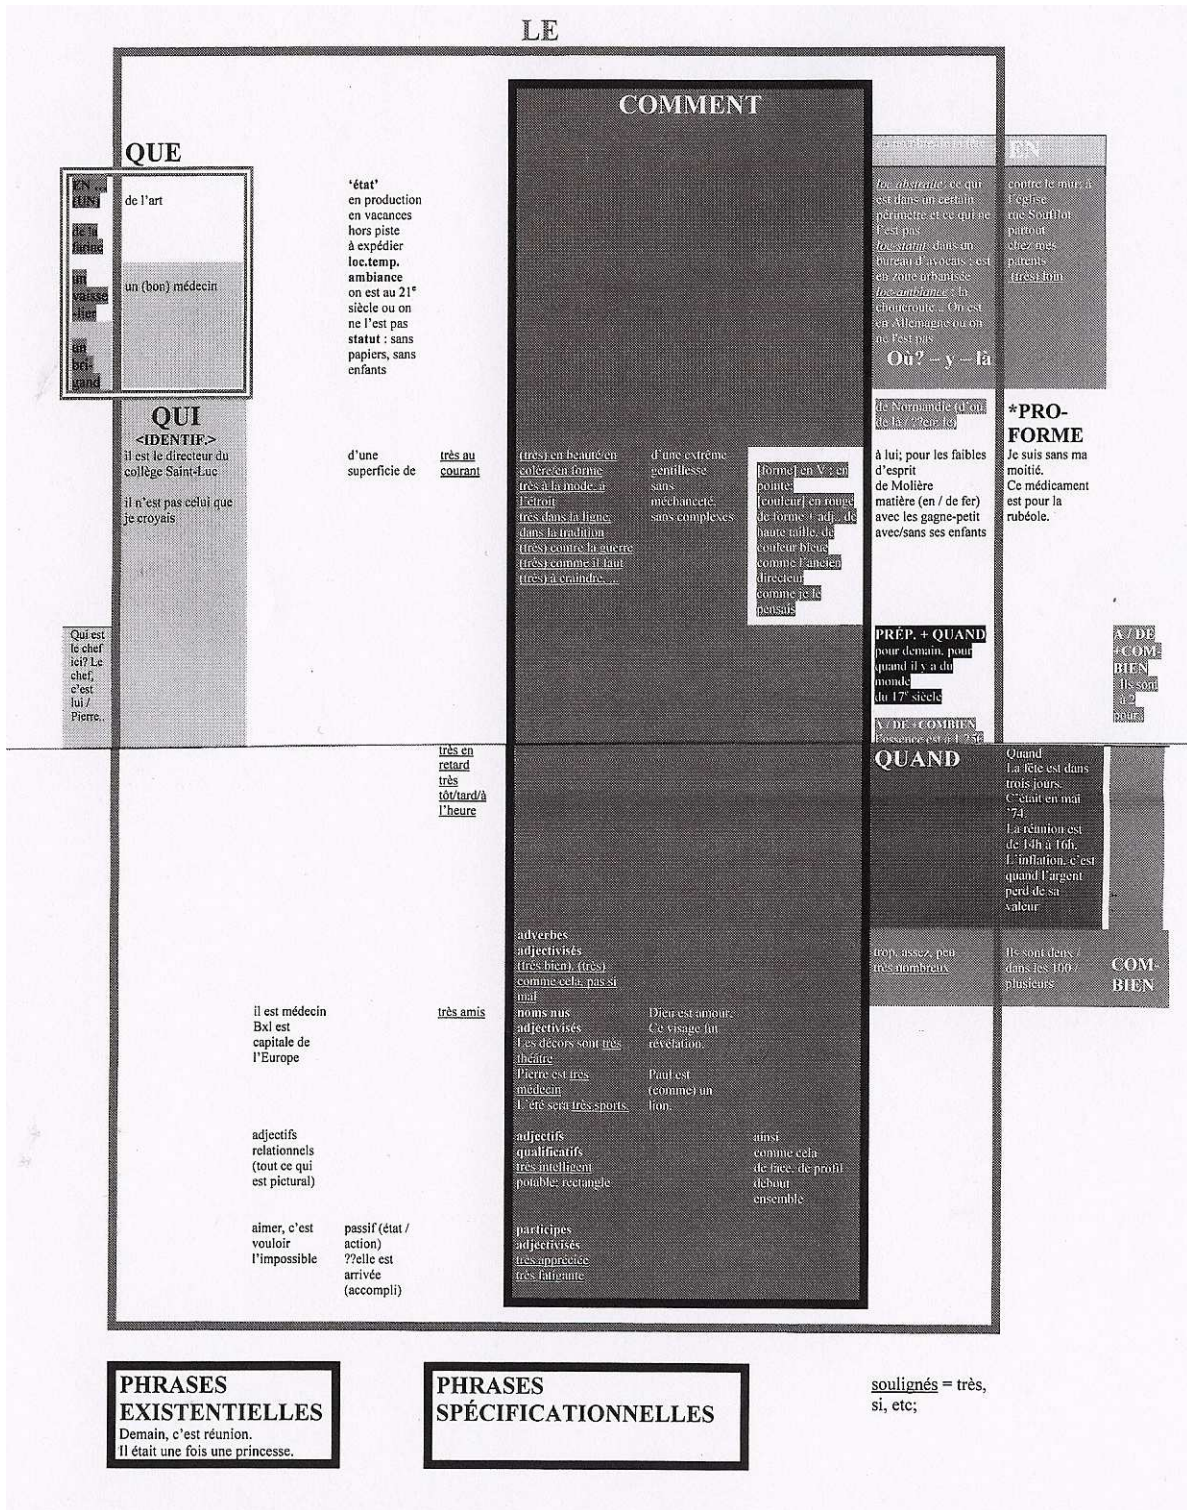 LE
COMMENT
QUE
EN
EN ...
(UN)
de la
farine
un
vaisse
-lier
un
bri-
gand
de l'art
un (bon) médecin
'état'
en production
en vacances
hors piste
à expédier
loc.temp.
ambiance
on est au 21e
siècle ou on
ne l'est pas
statut : sans
papiers, sans
enfants
loc abstraite: ce qui
est dans un certain
périmètre et ce qui ne
l'est pas
loc-statut: dans un
bureau d'avocats ; est
en zone urbanisée
loc-ambiance : la
choucroute .. On est
en Allemagne ou on
ne l'est pas
Où? – y – là
contre le mur; à
l'église
rue Soufflot
partout
chez mes
parents
(très) loin
QUI
<IDENTIF.>
il est le directeur du
collège Saint-Luc
il n'est pas celui que
je croyais
de Normandie (d'où,
de là / ??en, le)
*PRO-
FORME
Je suis sans ma
moitié.
Ce médicament
est pour la
rubéole.
d'une
superficie de
très au
courant
(très) en beauté/en
colère/en forme
très à la mode, à
l'étroit
très dans la ligne;
dans la tradition
(très) contre la guerre
(très) comme il faut
(très) à craindre, ...
d'une extrême
gentillesse
sans
méchanceté,
sans complexes
[forme] en V ; en
pointe;
[couleur] en rouge
de forme + adj., de
haute taille, de
couleur bleue
comme l'ancien
directeur
comme je le
pensais
à lui; pour les faibles
d'esprit
de Molière
matière (en / de fer)
avec les gagne-petit
avec/sans ses enfants
Qui est
le chef
ici? Le
chef,
c'est
lui /
Pierre..
PRÉP. + QUAND
pour demain, pour
quand il y a du
monde
du 17e siècle
A / DE +COMBIEN
l'essence est à 1,25€
A / DE
+COM-
BIEN
Ils sont
à 2
pour
très en
retard
très
tôt/tard/à
l'heure
QUAND
Quand
La fête est dans
trois jours.
C'était en mai
'74.
La réunion est
de 14h à 16h.
L'inflation, c'est
quand l'argent
perd de sa
valeur
adverbes
adjectivisés
(très bien), (très)
comme cela, pas si
mal
trop, assez, peu
très nombreux
Ils sont deux /
dans les 100 /
plusieurs
COM-
BIEN
il est médecin
Bxl est
capitale de
l'Europe
très amis
noms nus
adjectivisés
Les décors sont très
théâtre
Pierre est très
médecin
L'été sera très sports.
Dieu est amour.
Ce visage fut
révélation.
Paul est
(comme) un
lion.
adjectifs
relationnels
(tout ce qui
est pictural)
adjectifs
qualificatifs
très intelligent
potable; rectangle
ainsi
comme cela
de face, de profil
debout
ensemble
aimer, c'est
vouloir
l'impossible
passif (état /
action)
??elle est
arrivée
(accompli)
participes
adjectivisés
très appréciée
très fatigante
PHRASES
EXISTENTIELLES
Demain, c'est réunion.
Il était une fois une princesse.
PHRASES
SPÉCIFICATIONNELLES
soulignés = très,
si, etc;